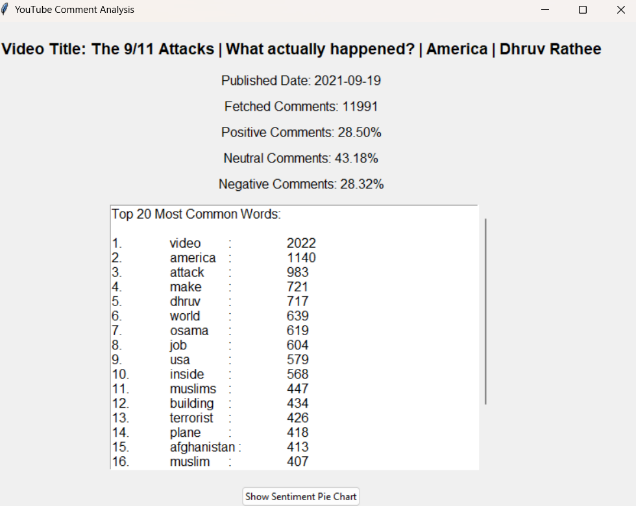 YouTube Comment Analysis
Video Title: The 9/11 Attacks | What actually happened? | America | Dhruv Rathee
Published Date: 2021-09-19
Fetched Comments: 11991
Positive Comments: 28.50%
Neutral Comments: 43.18%
Negative Comments: 28.32%
Top 20 Most Common Words:
1. video : 2022
2. america : 1140
3. attack : 983
4. make : 721
5. dhruv : 717
6. world : 639
7. osama : 619
8. job : 604
9. usa : 579
10. inside : 568
11. muslims : 447
12. building : 434
13. terrorist : 426
14. plane : 418
15. afghanistan : 413
16. muslim : 407
Show Sentiment Pie Chart